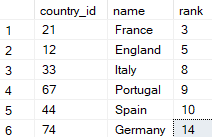 country_id name rank
1 21 France 3
2 12 England 5
3 33 Italy 8
4 67 Portugal 9
5 44 Spain 10
6 74 Germany 14